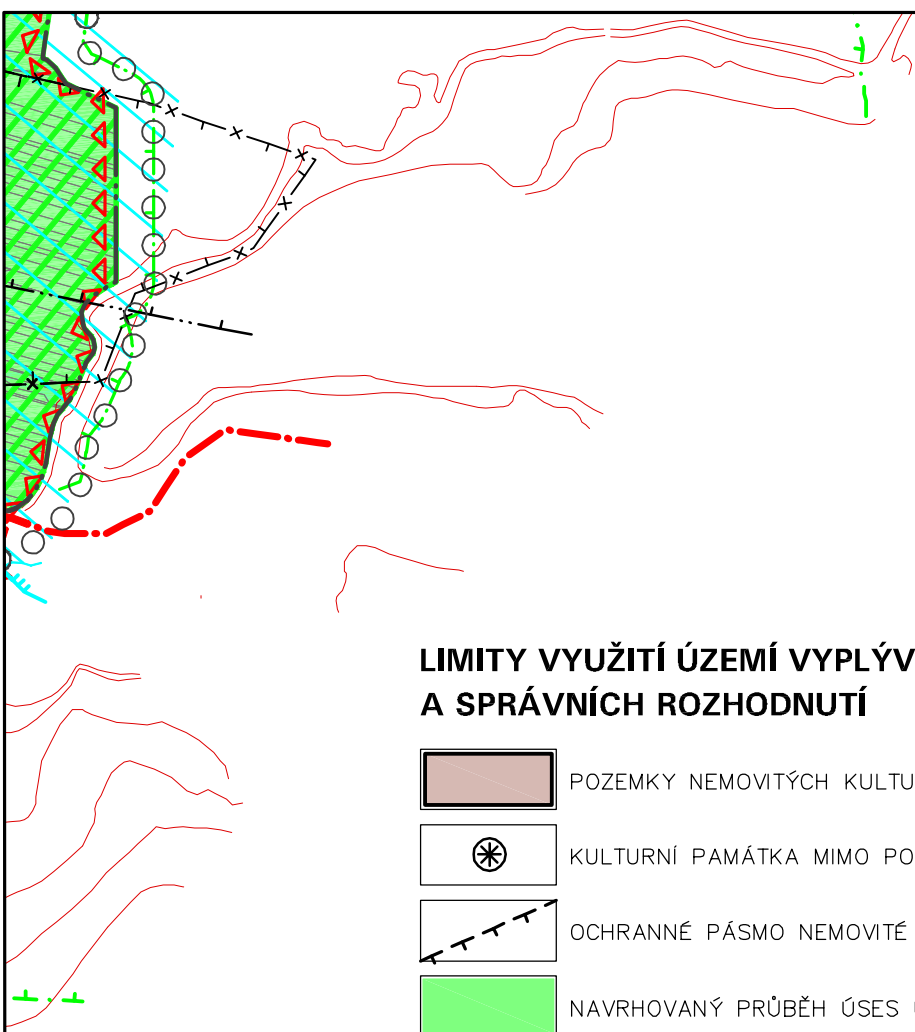 LIMITY VYUŽITÍ ÚZEMÍ VYPLÝV
A SPRÁVNÍCH ROZHODNUTÍ
POZEMKY NEMOVITÝCH KULTU
KULTURNÍ PAMÁTKA MIMO PO
OCHRANNÉ PÁSMO NEMOVITÉ
NAVRHOVANÝ PRŮBĚH ÚSES